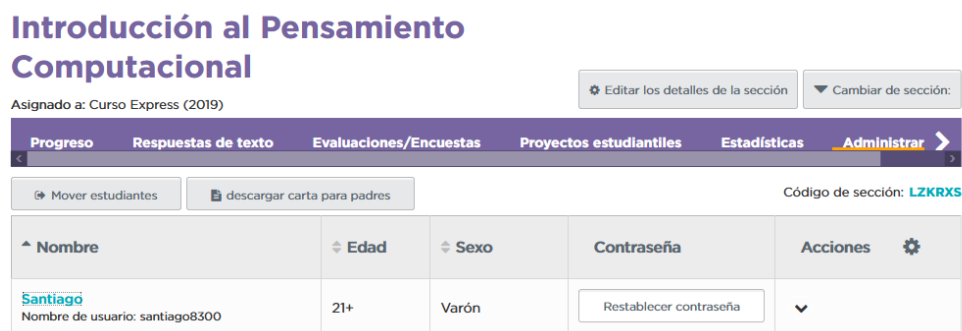 Introducción al Pensamiento
Computacional
Asignado a: Curso Express (2019)
Editar los detalles de la sección
Cambiar de sección:
Progreso Respuestas de texto Evaluaciones/Encuestas Proyectos estudiantiles Estadísticas Administrar
Mover estudiantes
descargar carta para padres
Código de sección: LZKRXS
Nombre Edad Sexo Contraseña Acciones
Santiago
Nombre de usuario: santiago8300
21+ Varón Restablecer contraseña